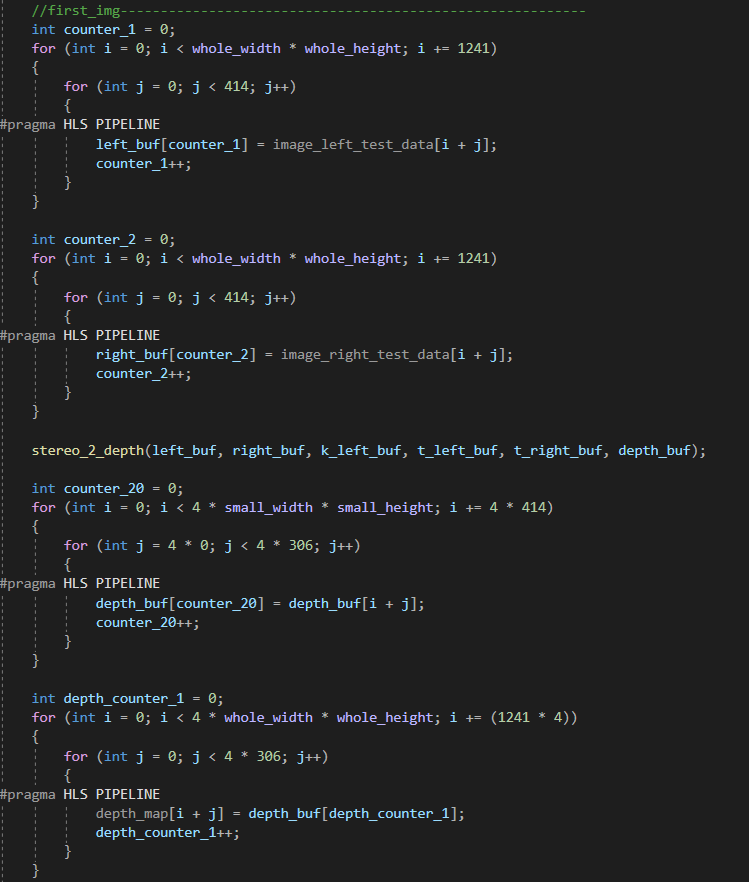 //first_img----------------------------------------------------------
int counter_1 = 0;
for (int i = 0; i < whole_width * whole_height; i += 1241)
{
for (int j = 0; j < 414; j++)
{
#pragma HLS PIPELINE
left_buf[counter_1] = image_left_test_data[i + j];
counter_1++;
}
}
int counter_2 = 0;
for (int i = 0; i < whole_width * whole_height; i += 1241)
{
for (int j = 0; j < 414; j++)
{
#pragma HLS PIPELINE
right_buf[counter_2] = image_right_test_data[i + j];
counter_2++;
}
}
stereo_2_depth(left_buf, right_buf, k_left_buf, t_left_buf, t_right_buf, depth_buf);
int counter_20 = 0;
for (int i = 0; i < 4 * small_width * small_height; i += 4 * 414)
{
for (int j = 4 * 0; j < 4 * 306; j++)
{
#pragma HLS PIPELINE
depth_buf[counter_20] = depth_buf[i + j];
counter_20++;
}
}
int depth_counter_1 = 0;
for (int i = 0; i < 4 * whole_width * whole_height; i += (1241 * 4))
{
for (int j = 0; j < 4 * 306; j++)
{
#pragma HLS PIPELINE
depth_map[i + j] = depth_buf[depth_counter_1];
depth_counter_1++;
}
}